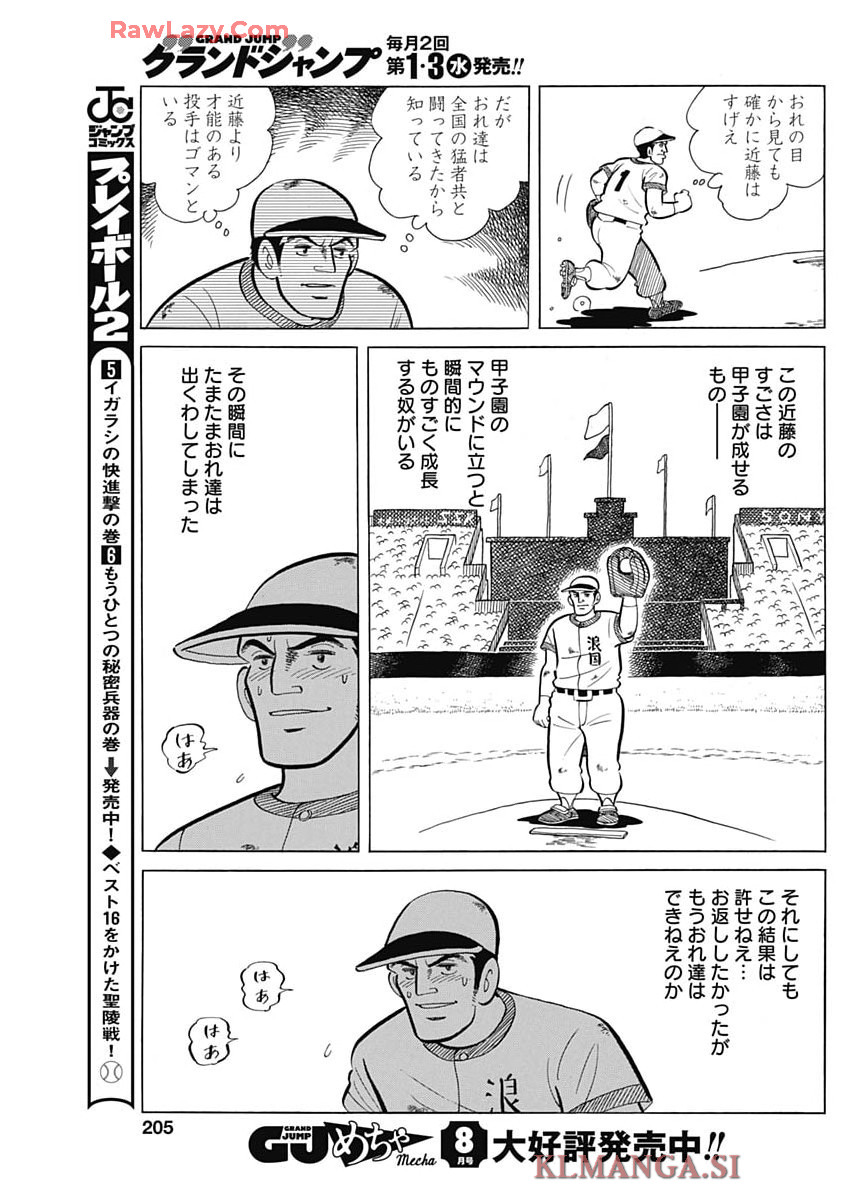 RawLazy.Com
GRAND JUMP
グランドジャンプ
毎月2回
第1・3水発売!!
おれの目
から見ても
確かに近藤は
すげえ
1
だが
おれ達は
全国の猛者共と
闘ってきたから
知っている
近藤より
才能のある
投手はゴマンと
いる
この近藤の
すごさは
甲子園が成せる
もの──
甲子園の
マウンドに立つと
瞬間的に
ものすごく成長
する奴がいる
浪国
その瞬間に
たまたまおれ達は
出くわしてしまった
はぁ
それにしても
この結果は
許せねえ…
お返ししたかったが
もうおれ達は
できねえのか
はぁ
はぁ
浪
JC
ジャンプ
コミックス
プレイボール2
5イガラシの快進撃の巻6もうひとつの秘密兵器の巻➡発売中!◆ベスト16をかけた聖陵戦!
205
GRAND JUMP
GJめちゃ
Mecha
8月号
大好評発売中!!
KLMANGA.SI